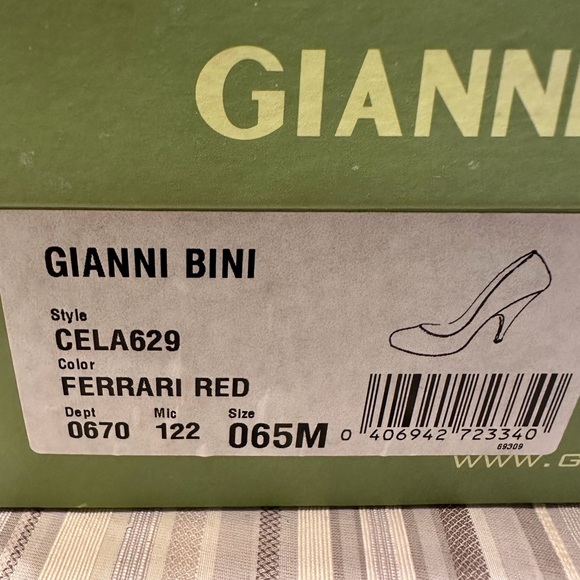 GIANNI
GIANNI BINI
Style
CELA629
Color
FERRARI RED
Dept Mic Size
0670 122 065M
0 406942 723340
69309
WWW.G